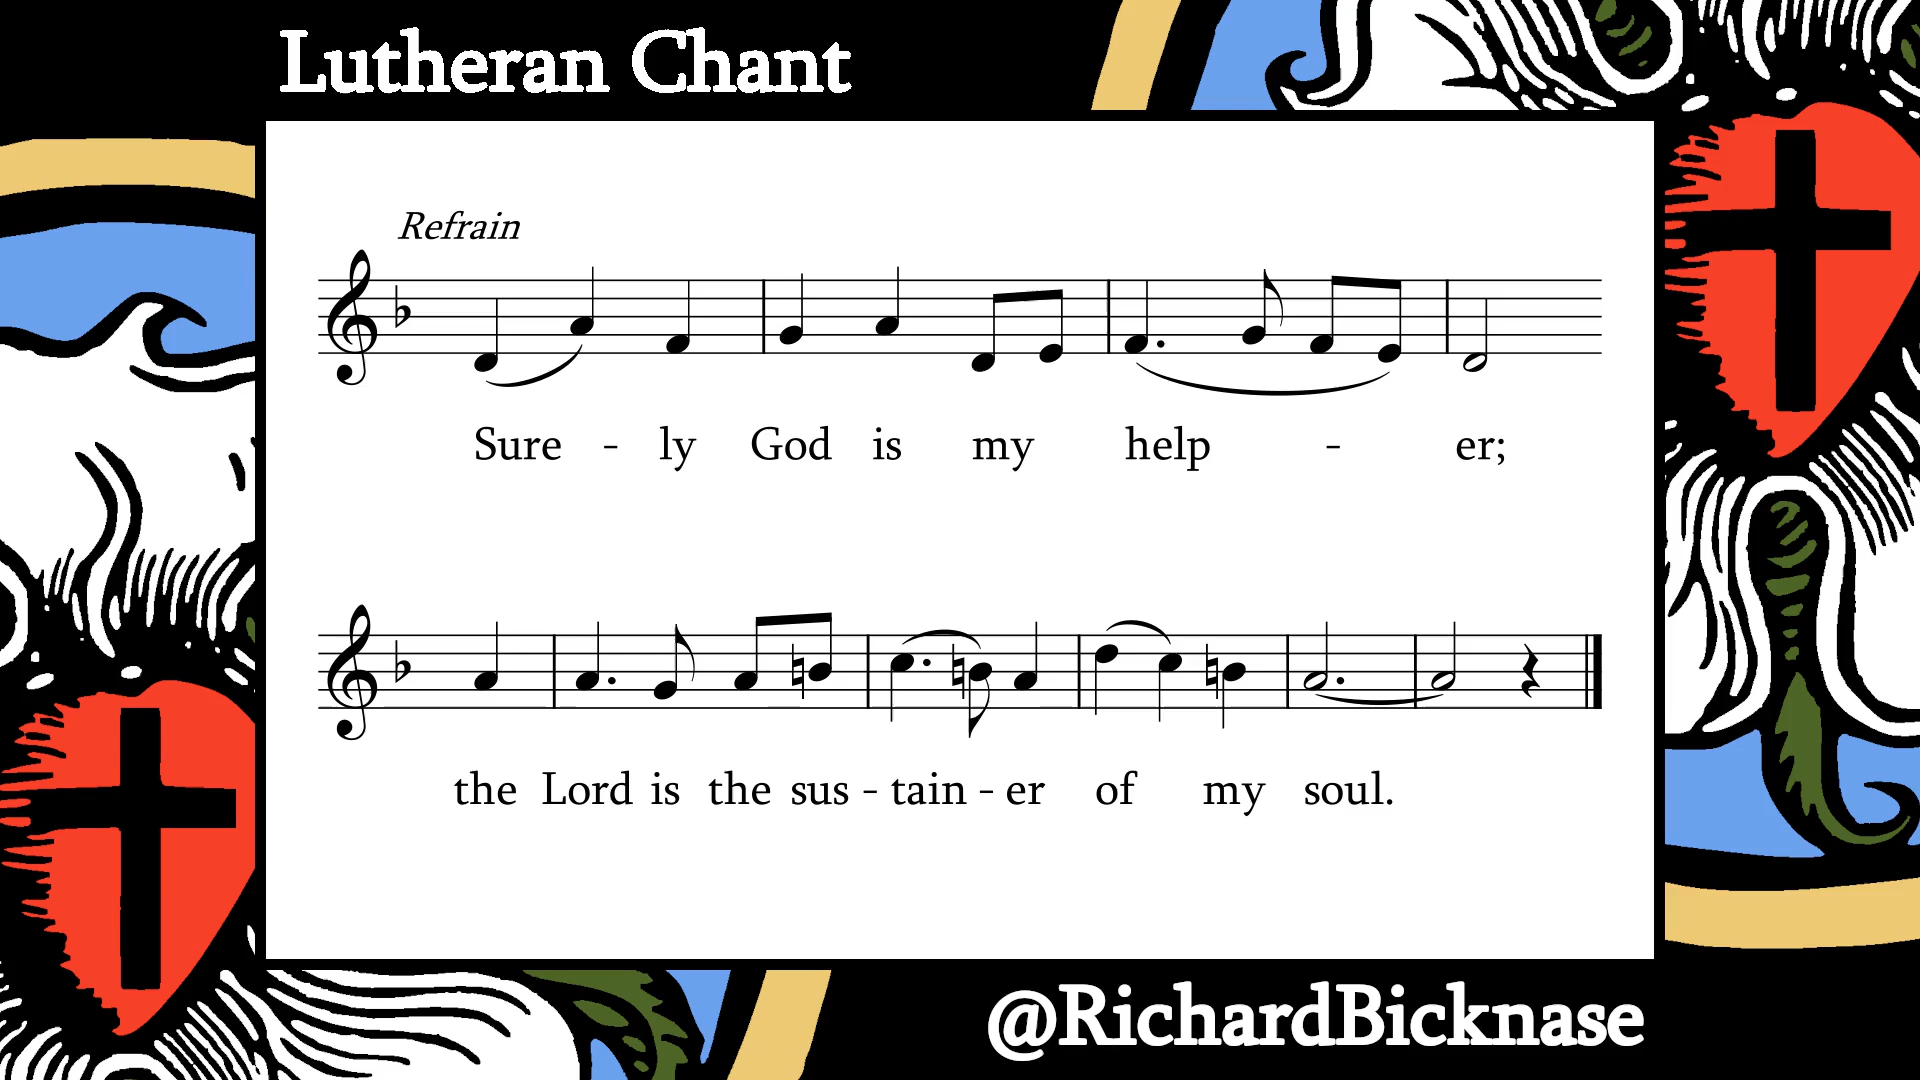 Lutheran Chant
Refrain
Sure - ly God is my help - er;
the Lord is the sus - tain - er of my soul.
@RichardBicknase